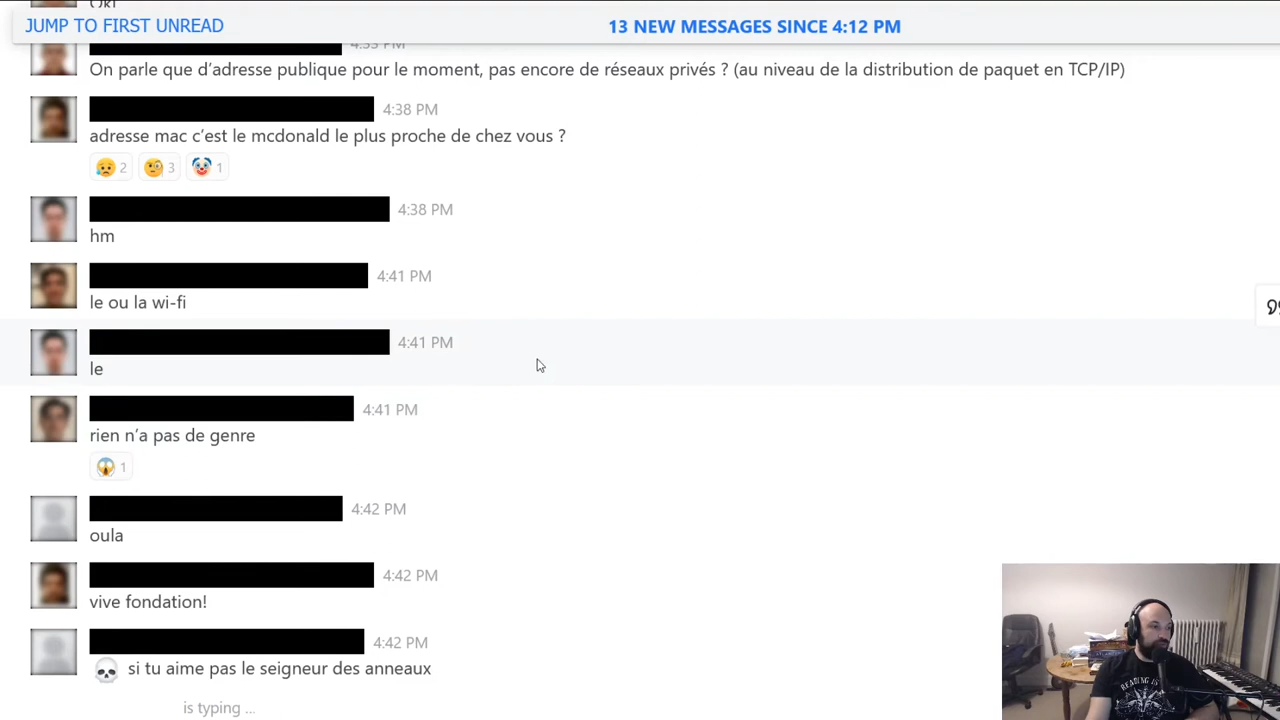 Ok!
JUMP TO FIRST UNREAD
13 NEW MESSAGES SINCE 4:12 PM
On parle que d’adresse publique pour le moment, pas encore de réseaux privés ? (au niveau de la distribution de paquet en TCP/IP)
4:38 PM
adresse mac c’est le mcdonald le plus proche de chez vous ?
2 3 1
4:38 PM
hm
4:41 PM
le ou la wi-fi
4:41 PM
le
4:41 PM
rien n’a pas de genre
1
4:42 PM
oula
4:42 PM
vive fondation!
4:42 PM
si tu aime pas le seigneur des anneaux
is typing ...
READING IS